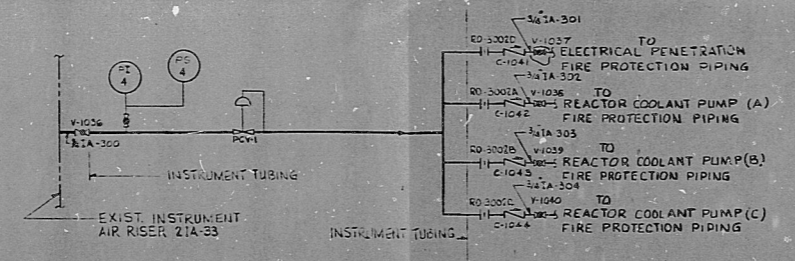 3/4" IA-301
RO-3002D V-1037 TO
ELECTRICAL PENETRATION
C-1041 FIRE PROTECTION PIPING
3/4 IA-302
PI 4
PS 4
RO-3002A V-1038 TO
REACTOR COOLANT PUMP (A)
C-1042 FIRE PROTECTION PIPING
V-1036
3/4 IA 303
IA-300
PCV-1
RO-3002B V-1039 TO
REACTOR COOLANT PUMP (B)
C-1043 FIRE PROTECTION PIPING
INSTRUMENT TUBING
3/4 IA-304
RO-3002C V-1040 TO
REACTOR COOLANT PUMP (C)
C-1044 FIRE PROTECTION PIPING
EXIST. INSTRUMENT
AIR RISER 2IA-33
INSTRUMENT TUBING